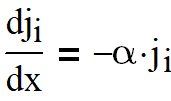 dj_i/dx = −α·j_i